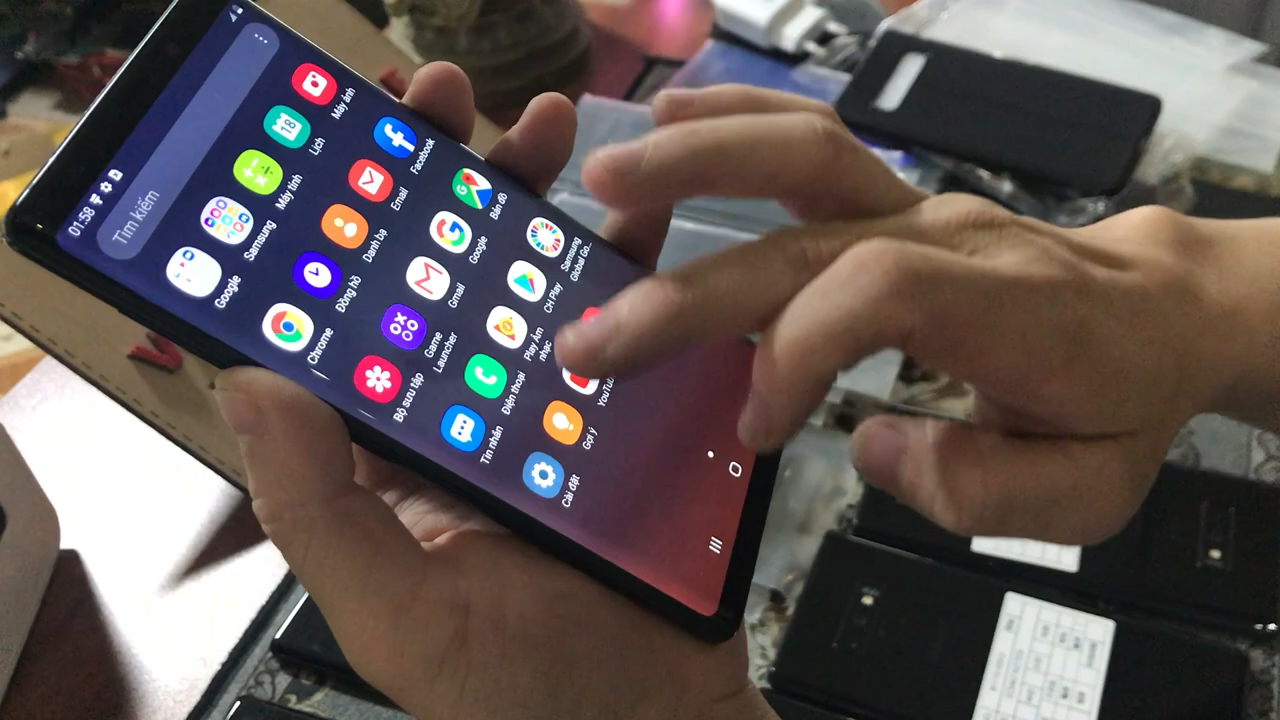 01:58
Tìm kiếm
18
Google
Samsung
Máy tính
Lịch
Máy ảnh
Chrome
Đồng hồ
Danh bạ
Email
Facebook
Bộ sưu tập
Game
Launcher
Gmail
Google
Bản đồ
Tin nhắn
Điện thoại
Play Âm
nhạc
CH Play
Samsung
Global Go..
Cài đặt
Gợi ý
YouTub